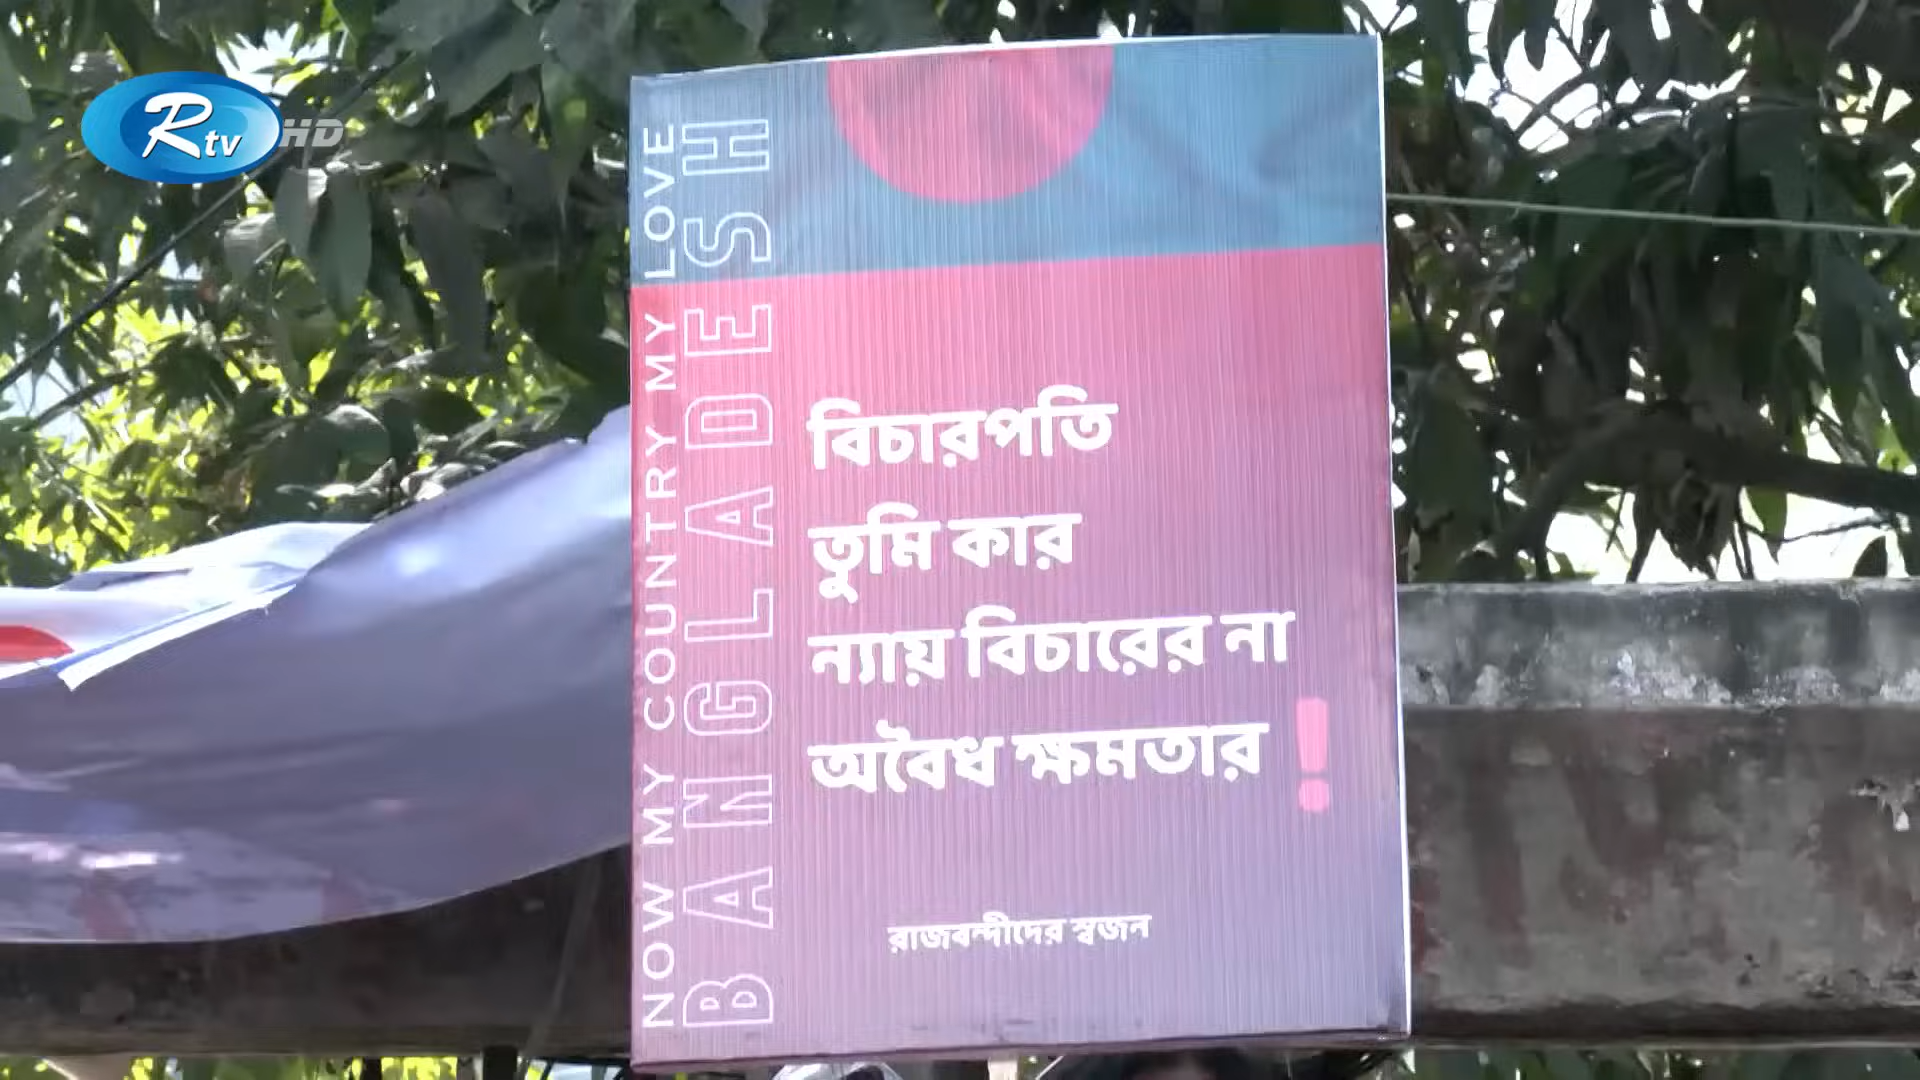 Rtv HD
NOW MY COUNTRY MY LOVE
BANGLADESH
বিচারপতি
তুমি কার
ন্যায় বিচারের না
অবৈধ ক্ষমতার !
রাজবন্দীদের স্বজন